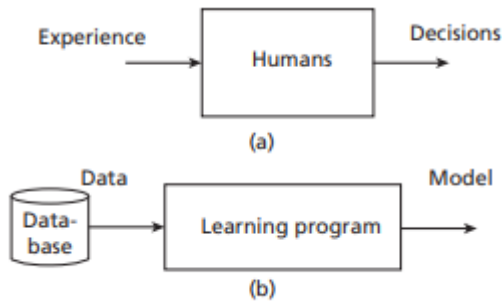 Experience
Humans
Decisions
(a)
Data
Model
Data-
base
Learning program
(b)